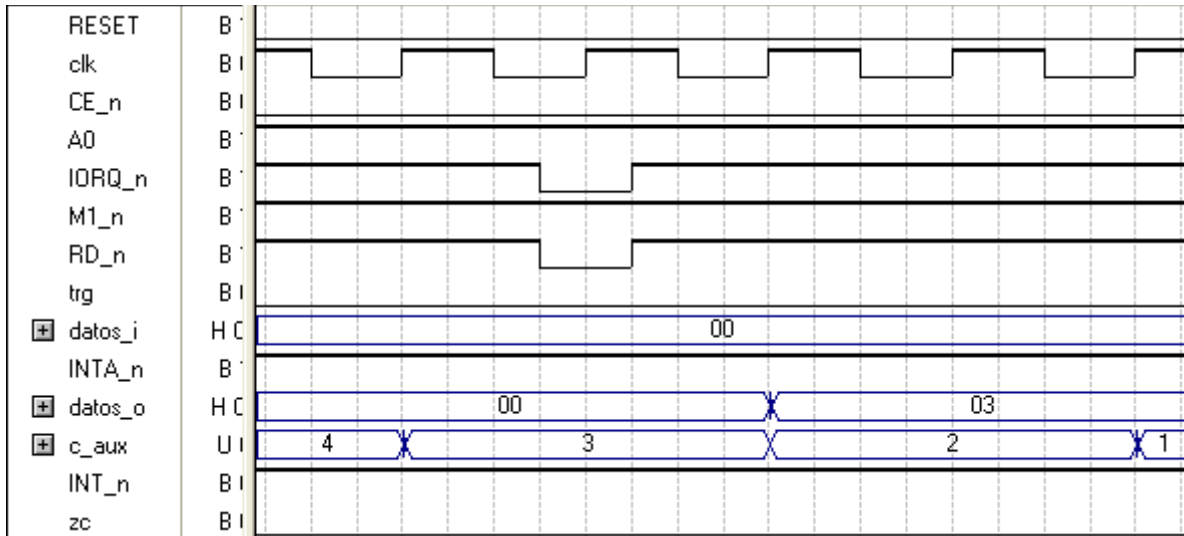 RESET B
clk B
CE_n B
A0 B
IORQ_n B
M1_n B
RD_n B
trg B
+ datos_i H 00
INTA_n B
+ datos_o H 00 03
+ c_aux U 4 3 2 1
INT_n B
zc B